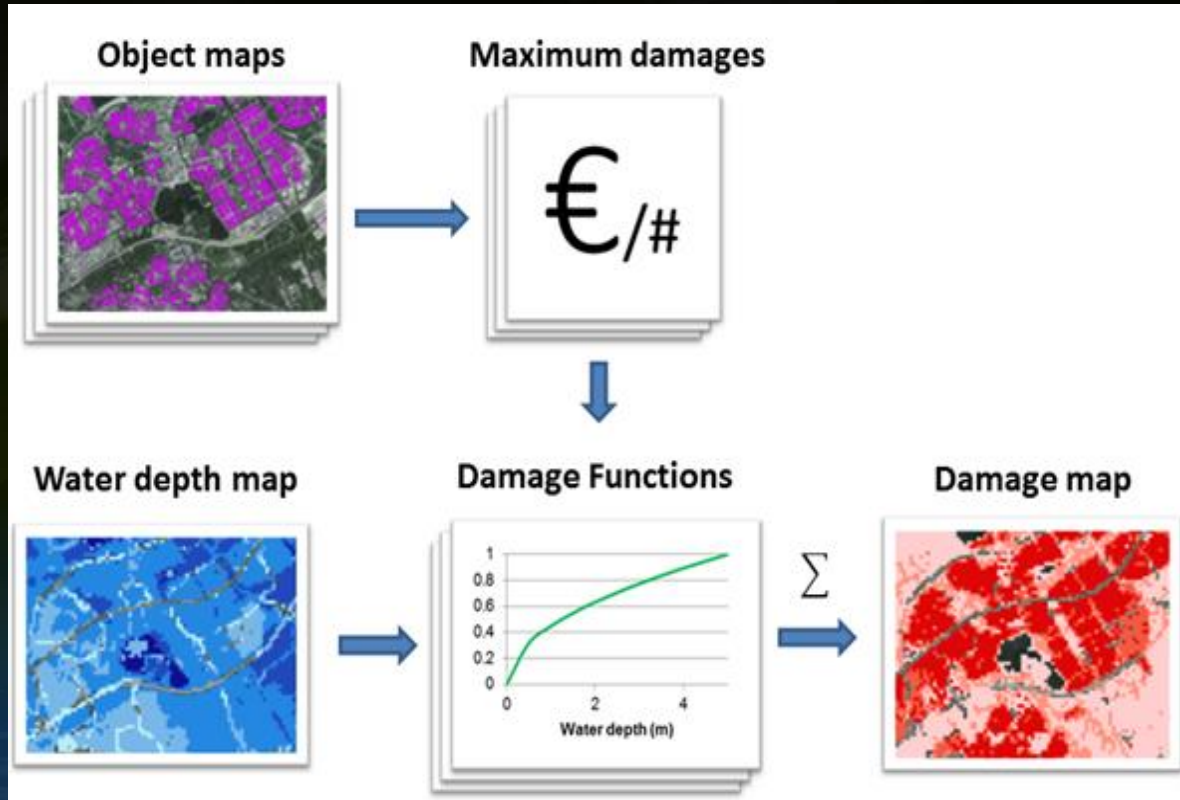 Object maps
Maximum damages
€/#
Water depth map
Damage Functions
Damage map
1
0.8
0.6
0.4
0.2
0
0 2 4
Water depth (m)
∑